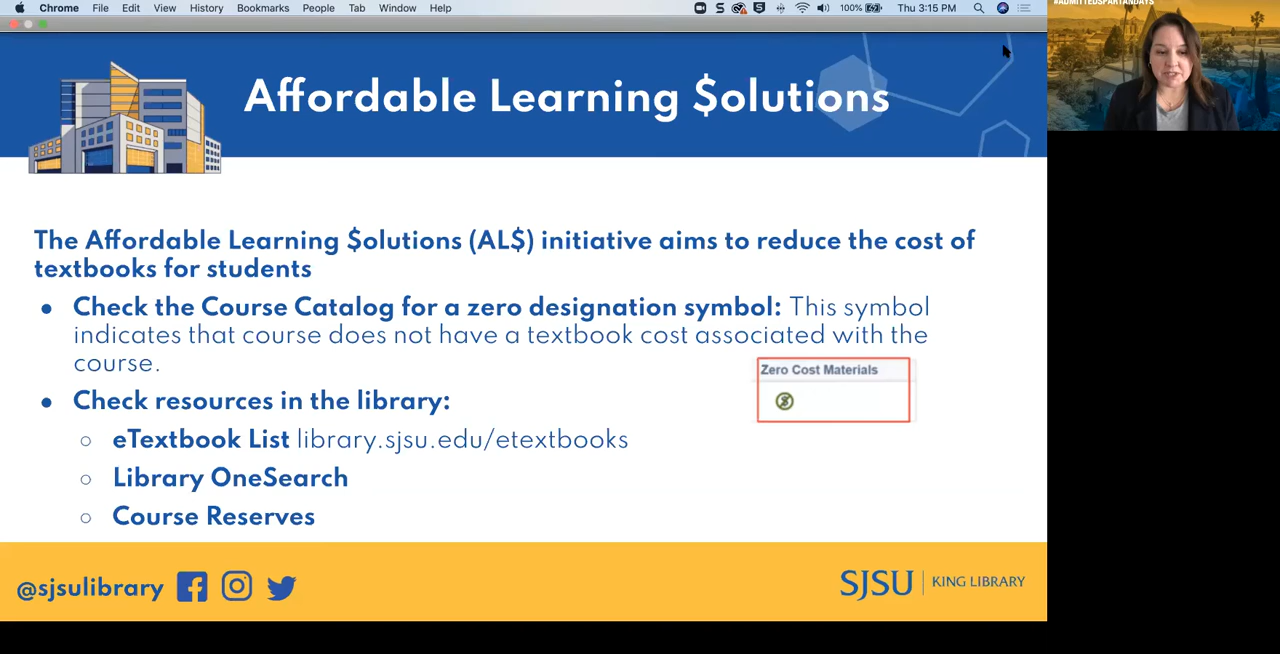 Chrome File Edit View History Bookmarks People Tab Window Help 100% Thu 3:15 PM
#ADMITTEDSPARTANDAYS
Affordable Learning $olutions
The Affordable Learning $olutions (AL$) initiative aims to reduce the cost of
textbooks for students
● Check the Course Catalog for a zero designation symbol: This symbol
indicates that course does not have a textbook cost associated with the
course.
Zero Cost Materials
● Check resources in the library:
○ eTextbook List library.sjsu.edu/etextbooks
○ Library OneSearch
○ Course Reserves
@sjsulibrary
SJSU | KING LIBRARY